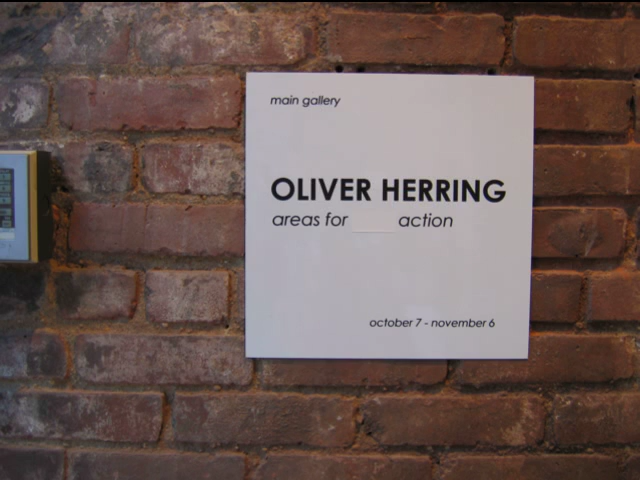 main gallery
OLIVER HERRING
areas for action
october 7 - november 6